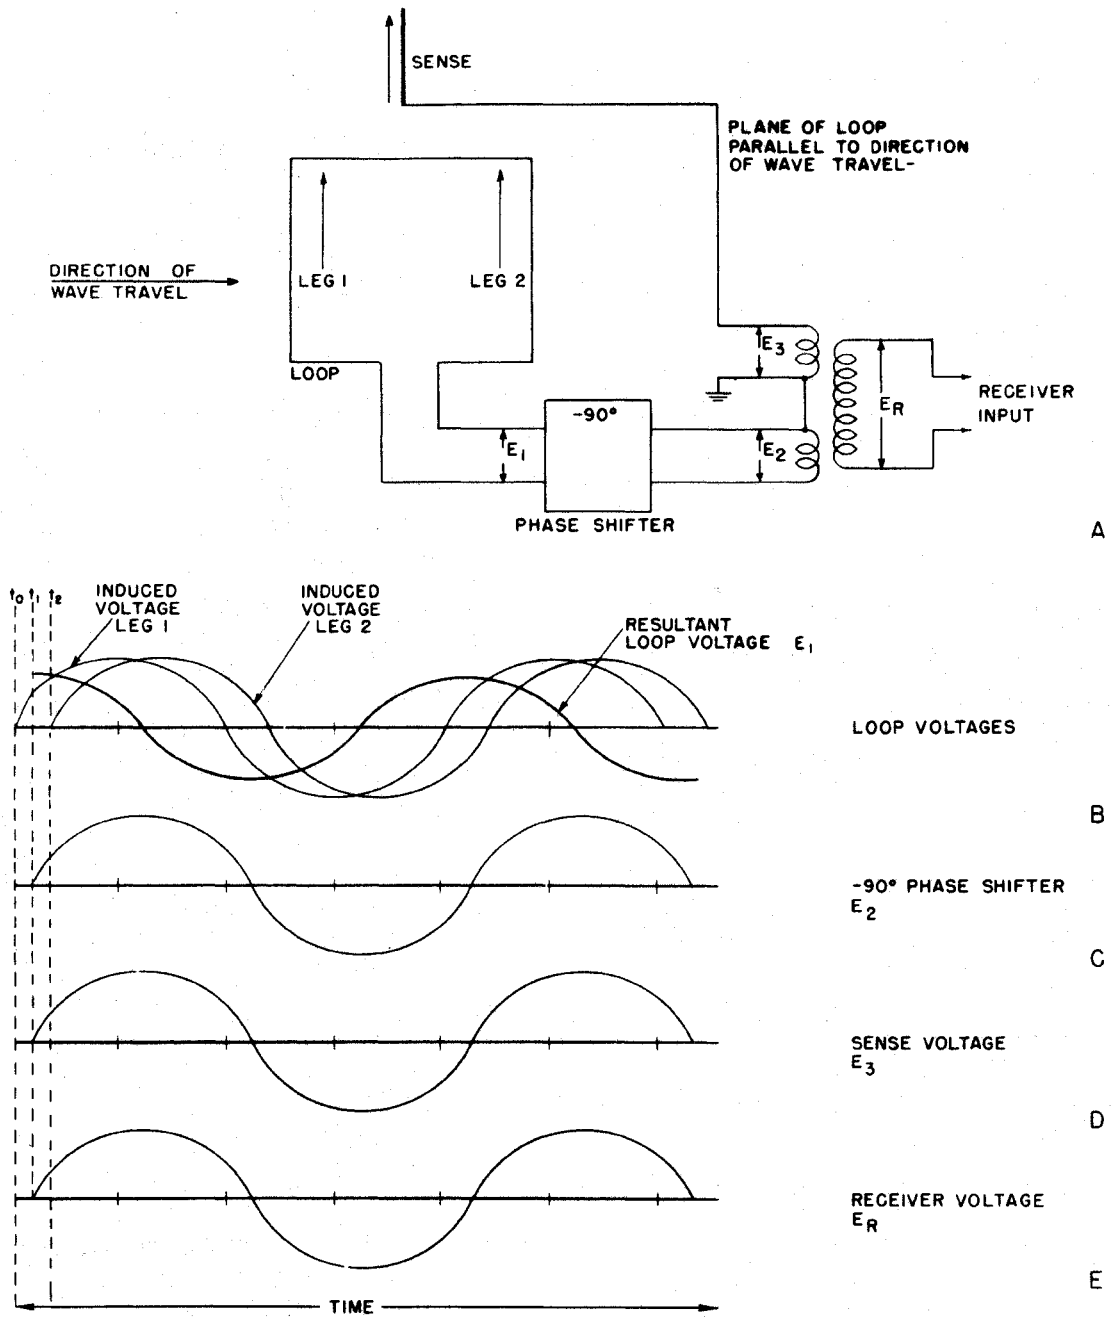 SENSE
PLANE OF LOOP
PARALLEL TO DIRECTION
OF WAVE TRAVEL-
DIRECTION OF
WAVE TRAVEL
LEG 1
LEG 2
LOOP
E3
ER
RECEIVER
INPUT
-90°
E1
E2
PHASE SHIFTER
A
t0 t1 t2
INDUCED
VOLTAGE
LEG 1
INDUCED
VOLTAGE
LEG 2
RESULTANT
LOOP VOLTAGE E1
LOOP VOLTAGES
B
-90° PHASE SHIFTER
E2
C
SENSE VOLTAGE
E3
D
RECEIVER VOLTAGE
ER
E
TIME